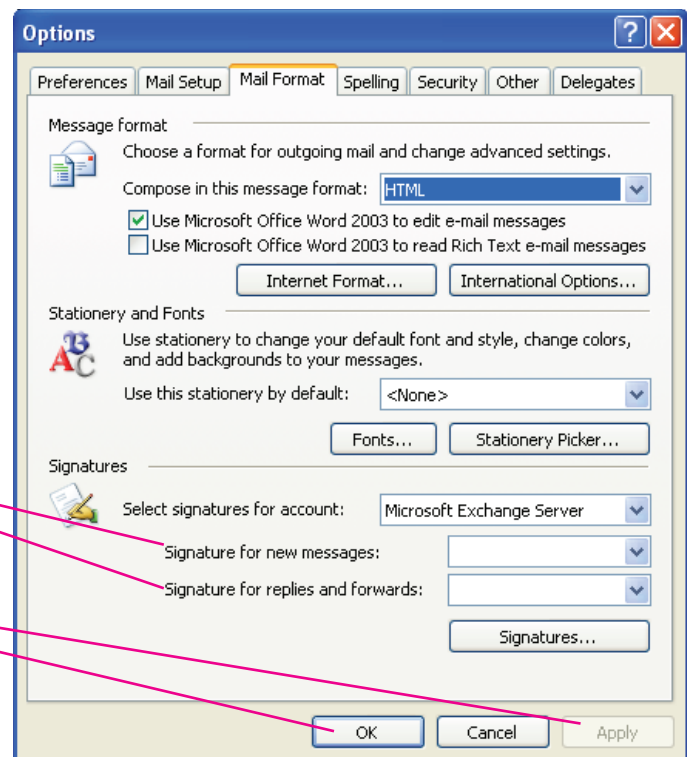 Options
Preferences Mail Setup Mail Format Spelling Security Other Delegates
Message format
Choose a format for outgoing mail and change advanced settings.
Compose in this message format: HTML
Use Microsoft Office Word 2003 to edit e-mail messages
Use Microsoft Office Word 2003 to read Rich Text e-mail messages
Internet Format... International Options...
Stationery and Fonts
Use stationery to change your default font and style, change colors,
and add backgrounds to your messages.
Use this stationery by default: <None>
Fonts... Stationery Picker...
Signatures
Select signatures for account: Microsoft Exchange Server
Signature for new messages:
Signature for replies and forwards:
Signatures...
OK Cancel Apply